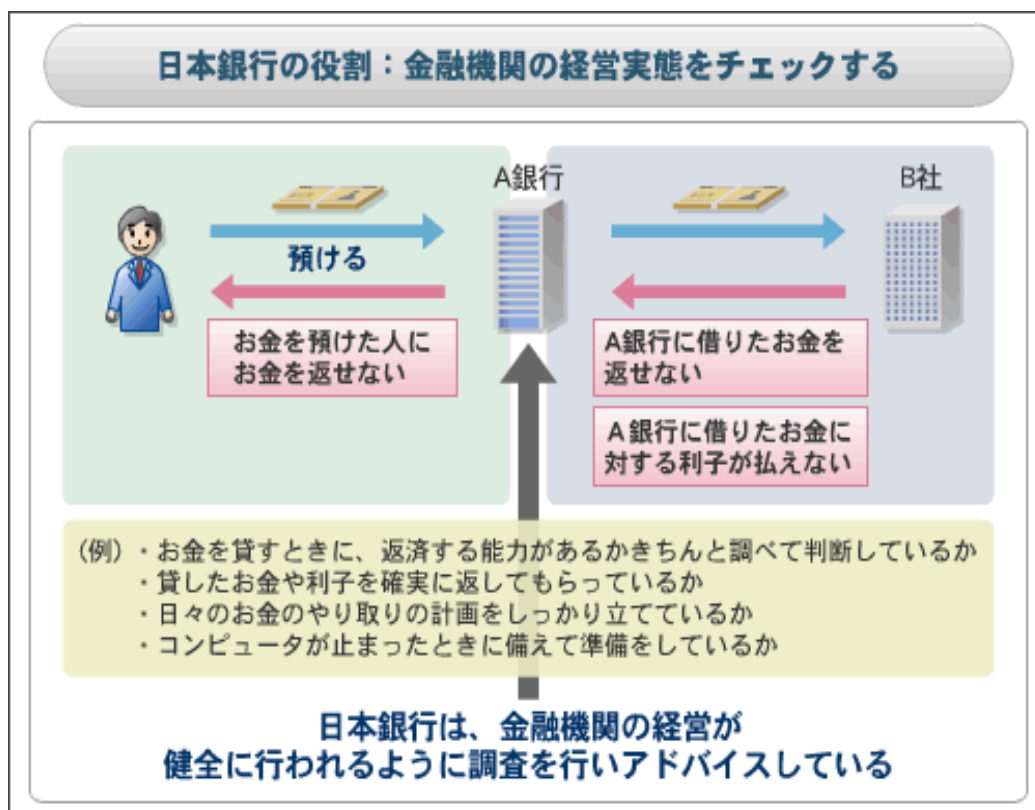 日本銀行の役割：金融機関の経営実態をチェックする
A銀行
B社
預ける
お金を預けた人に
お金を返せない
A銀行に借りたお金を
返せない
A銀行に借りたお金に
対する利子が払えない
（例）・お金を貸すときに、返済する能力があるかきちんと調べて判断しているか
・貸したお金や利子を確実に返してもらっているか
・日々のお金のやり取りの計画をしっかり立てているか
・コンピュータが止まったときに備えて準備をしているか
日本銀行は、金融機関の経営が
健全に行われるように調査を行いアドバイスしている